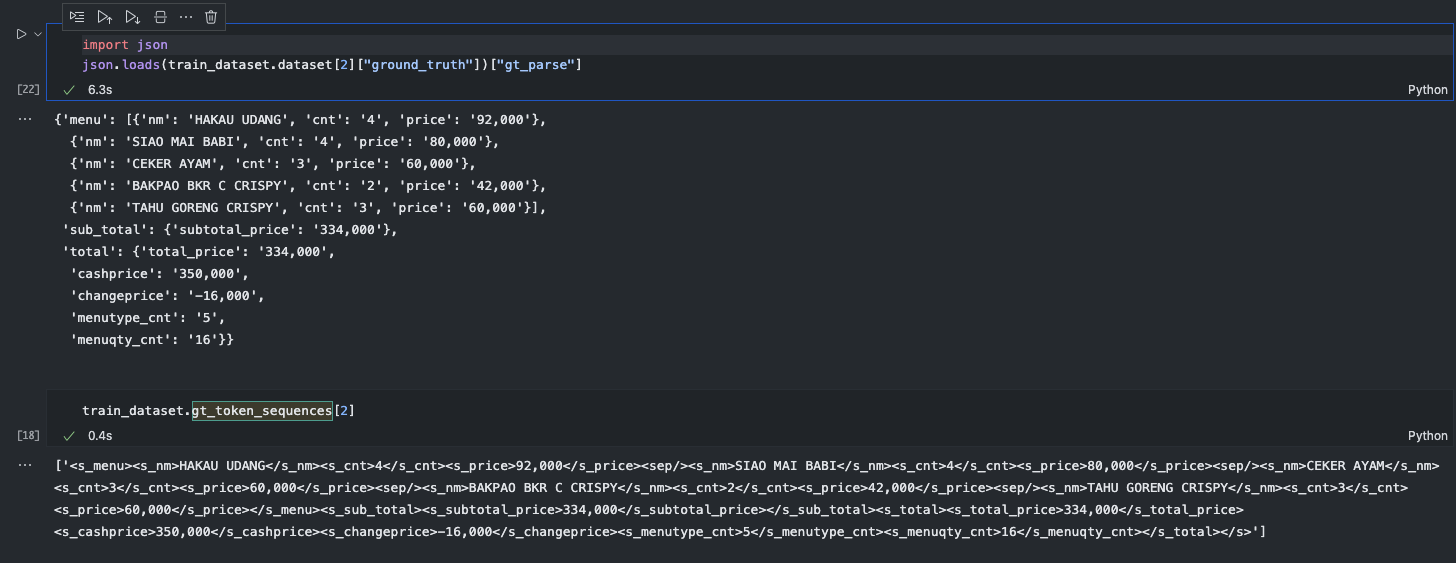 import json
json.loads(train_dataset.dataset[2]["ground_truth"])["gt_parse"]
[22]
6.3s
Python
{'menu': [{'nm': 'HAKAU UDANG', 'cnt': '4', 'price': '92,000'},
{'nm': 'SIAO MAI BABI', 'cnt': '4', 'price': '80,000'},
{'nm': 'CEKER AYAM', 'cnt': '3', 'price': '60,000'},
{'nm': 'BAKPAO BKR C CRISPY', 'cnt': '2', 'price': '42,000'},
{'nm': 'TAHU GORENG CRISPY', 'cnt': '3', 'price': '60,000'}],
'sub_total': {'subtotal_price': '334,000'},
'total': {'total_price': '334,000',
'cashprice': '350,000',
'changeprice': '-16,000',
'menutype_cnt': '5',
'menuqty_cnt': '16'}}
train_dataset.gt_token_sequences[2]
[18]
0.4s
Python
['<s_menu><s_nm>HAKAU UDANG</s_nm><s_cnt>4</s_cnt><s_price>92,000</s_price><sep/><s_nm>SIAO MAI BABI</s_nm><s_cnt>4</s_cnt><s_price>80,000</s_price><sep/><s_nm>CEKER AYAM</s_nm>
<s_cnt>3</s_cnt><s_price>60,000</s_price><sep/><s_nm>BAKPAO BKR C CRISPY</s_nm><s_cnt>2</s_cnt><s_price>42,000</s_price><sep/><s_nm>TAHU GORENG CRISPY</s_nm><s_cnt>3</s_cnt>
<s_price>60,000</s_price></s_menu><s_sub_total><s_subtotal_price>334,000</s_subtotal_price></s_sub_total><s_total><s_total_price>334,000</s_total_price>
<s_cashprice>350,000</s_cashprice><s_changeprice>-16,000</s_changeprice><s_menutype_cnt>5</s_menutype_cnt><s_menuqty_cnt>16</s_menuqty_cnt></s_total></s>']